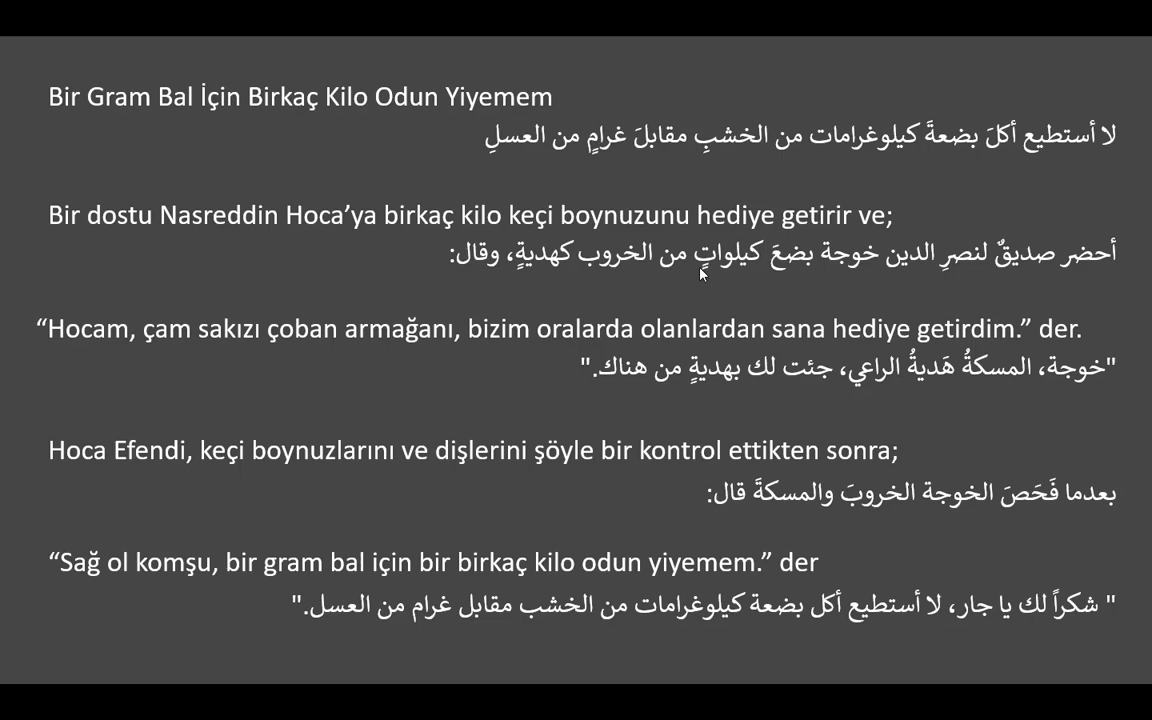 Bir Gram Bal İçin Birkaç Kilo Odun Yiyemem
لا أستطيع أكلَ بضعةَ كيلوغرامات من الخشبِ مقابلَ غرامٍ من العسلِ
Bir dostu Nasreddin Hoca’ya birkaç kilo keçi boynuzunu hediye getirir ve;
أحضر صديقٌ لنصرِ الدين خوجة بضعَ كيلواتٍ من الخروب كهديةٍ، وقال:
“Hocam, çam sakızı çoban armağanı, bizim oralarda olanlardan sana hediye getirdim.” der.
"خوجة، المسكةُ هَديةُ الراعي، جئت لك بهديةٍ من هناك."
Hoca Efendi, keçi boynuzlarını ve dişlerini şöyle bir kontrol ettikten sonra;
بعدما فَحَصَ الخوجة الخروبَ والمسكةَ قال:
“Sağ ol komşu, bir gram bal için bir birkaç kilo odun yiyemem.” der
" شكراً لك يا جار، لا أستطيع أكل بضعة كيلوغرامات من الخشب مقابل غرام من العسل."